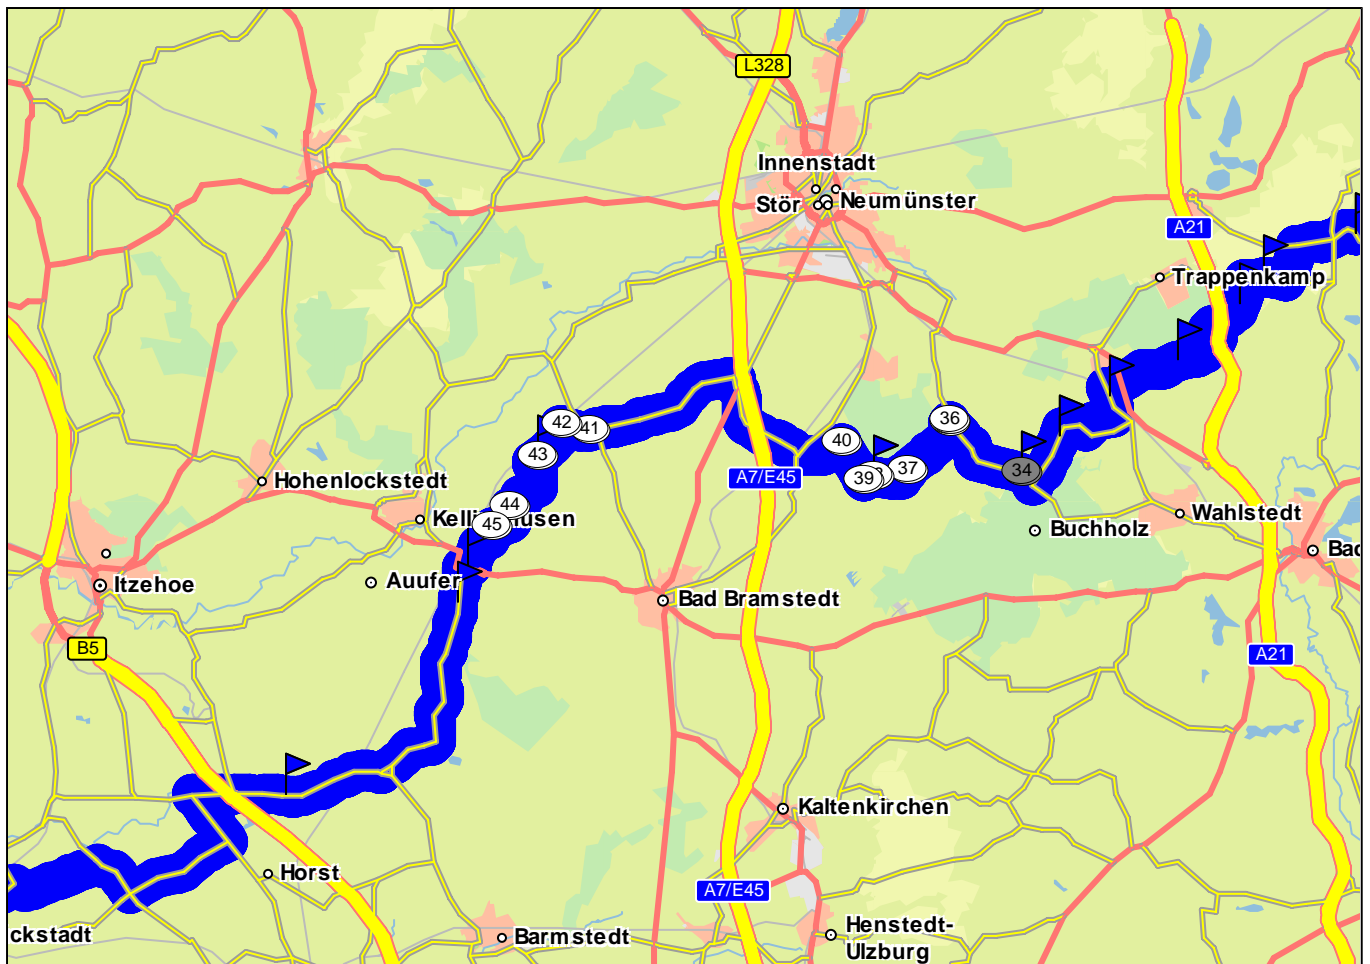 L328
Innenstadt
Stör
Neumünster
A21
Trappenkamp
42
41
36
40
43
39
37
34
A7/E45
Hohenlockstedt
44
45
Wahlstedt
Buchholz
Bad
Auufer
Itzehoe
Bad Bramstedt
B5
A21
Kaltenkirchen
Horst
A7/E45
ckstadt
Barmstedt
Henstedt-
Ulzburg